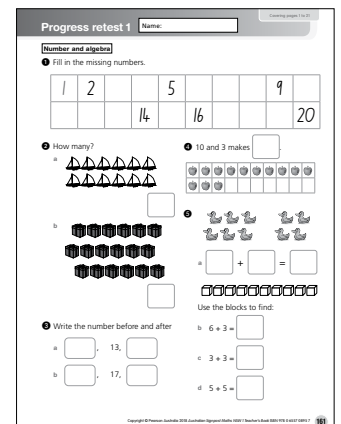 Covering pages 1 to 21
Progress retest 1
Name:
Number and algebra
1 Fill in the missing numbers.
1 2 5 9
14 16 20
2 How many?
a
b
3 Write the number before and after
a , 13,
b , 17,
4 10 and 3 makes .
5
a + =
Use the blocks to find:
b 6 + 3 =
c 3 + 3 =
d 5 + 5 =
161